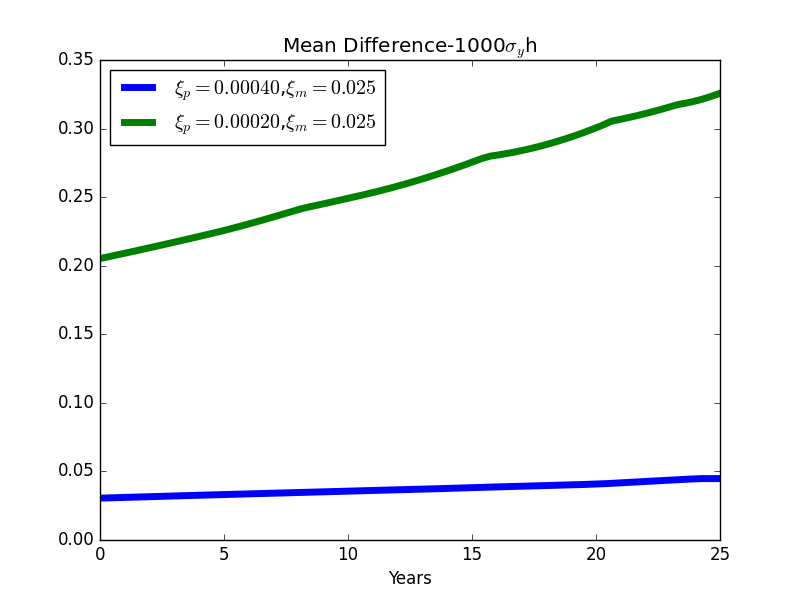 Mean Difference-1000σ_yh
ξ_p = 0.00040,ξ_m = 0.025
ξ_p = 0.00020,ξ_m = 0.025
0.35
0.30
0.25
0.20
0.15
0.10
0.05
0.00
0 5 10 15 20 25
Years